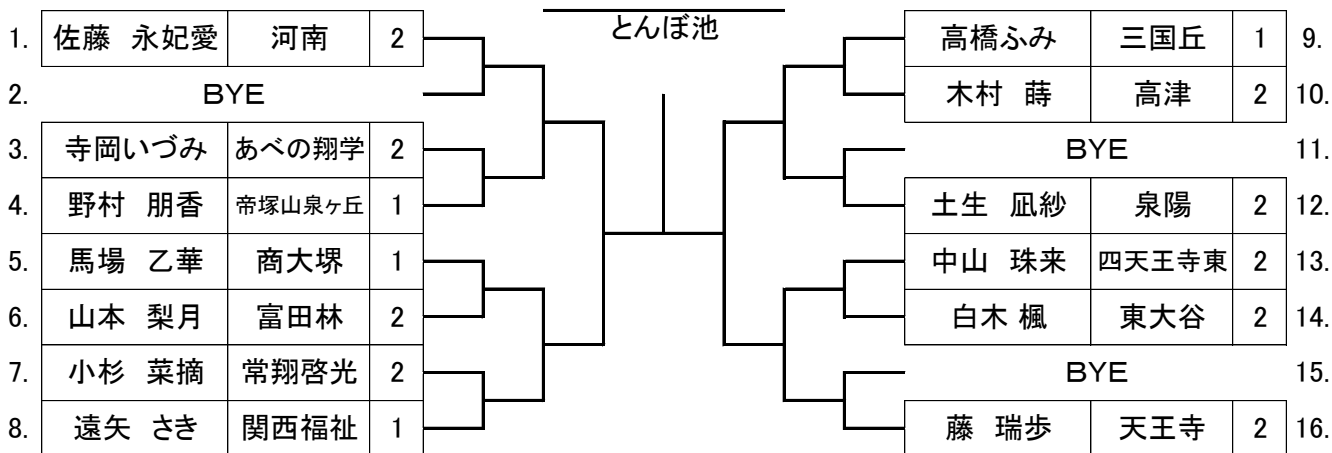 とんぼ池
1. 佐藤 永妃愛 河南 2
2. BYE
3. 寺岡いづみ あべの翔学 2
4. 野村 朋香 帝塚山泉ヶ丘 1
5. 馬場 乙華 商大堺 1
6. 山本 梨月 富田林 2
7. 小杉 菜摘 常翔啓光 2
8. 遠矢 さき 関西福祉 1
高橋ふみ 三国丘 1 9.
木村 蒔 高津 2 10.
BYE 11.
土生 凪紗 泉陽 2 12.
中山 珠来 四天王寺東 2 13.
白木 楓 東大谷 2 14.
BYE 15.
藤 瑞歩 天王寺 2 16.